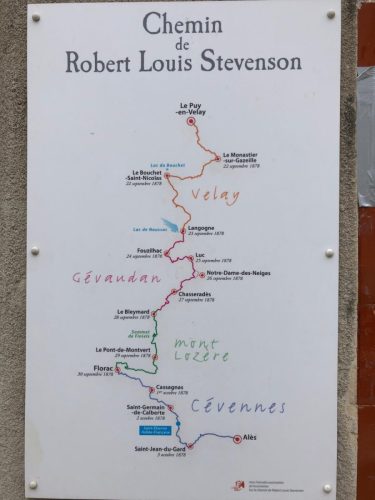 Chemin
de
Robert Louis Stevenson
Le Puy
-en-Velay
Le Monastier
-sur-Gazeille
22 septembre 1878
Lac du Bouchet
Le Bouchet
-Saint-Nicolas
22 septembre 1878
Velay
Lac de Naussac
Langogne
23 septembre 1878
Fouzilhac
24 septembre 1878
Luc
25 septembre 1878
Gévaudan
Notre-Dame-des-Neiges
26 septembre 1878
Chasseradès
27 septembre 1878
Le Bleymard
28 septembre 1878
Sommet
de Finiels
mont
Lozère
Le Pont-de-Montvert
29 septembre 1878
Florac
30 septembre 1878
Cassagnas
1er octobre 1878
Saint-Germain
-de-Calberte
2 octobre 1878
Cévennes
Saint-Étienne
-Vallée-Française
Alès
Saint-Jean-du-Gard
3 octobre 1878